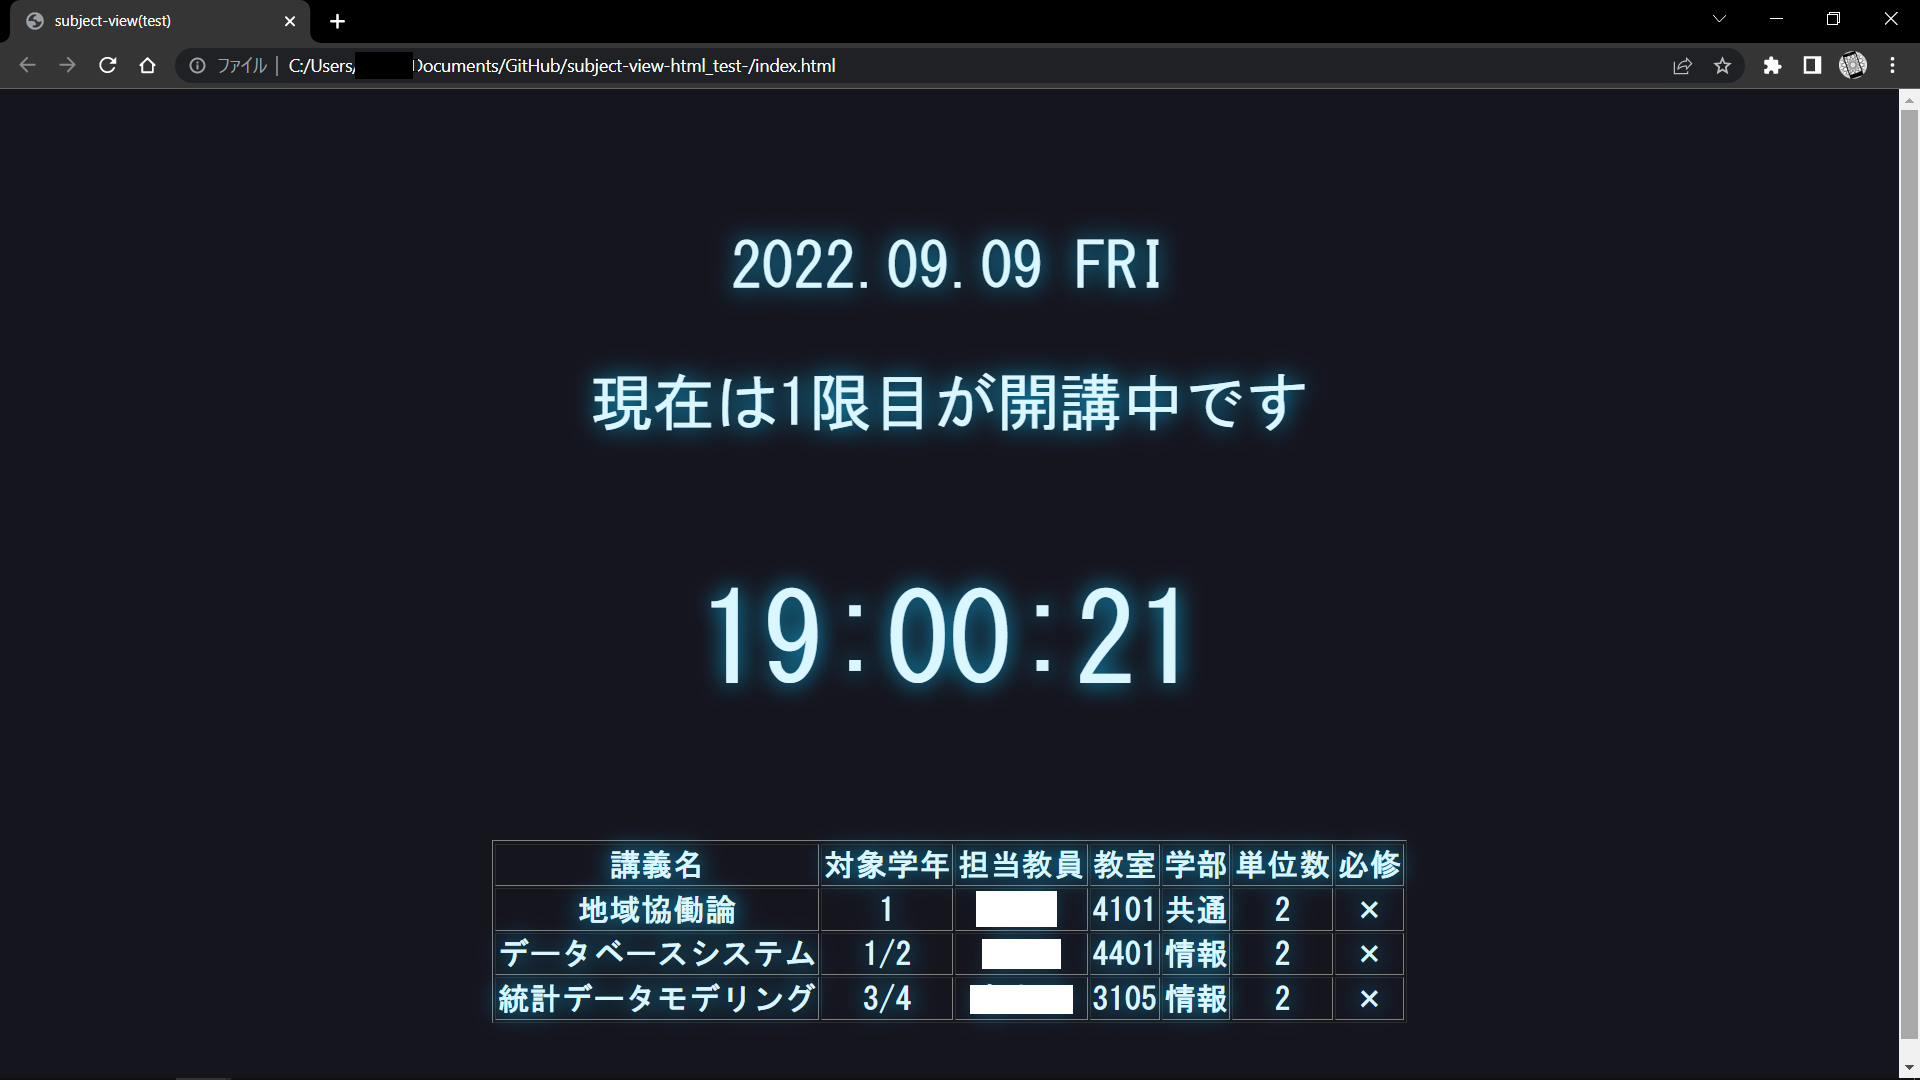 subject-view(test)
ファイル | C:/Users/ Documents/GitHub/subject-view-html_test-/index.html
2022.09.09 FRI
現在は1限目が開講中です
19:00:21
講義名 対象学年 担当教員 教室 学部 単位数 必修
地域協働論 1 4101 共通 2 ×
データベースシステム 1/2 4401 情報 2 ×
統計データモデリング 3/4 3105 情報 2 ×